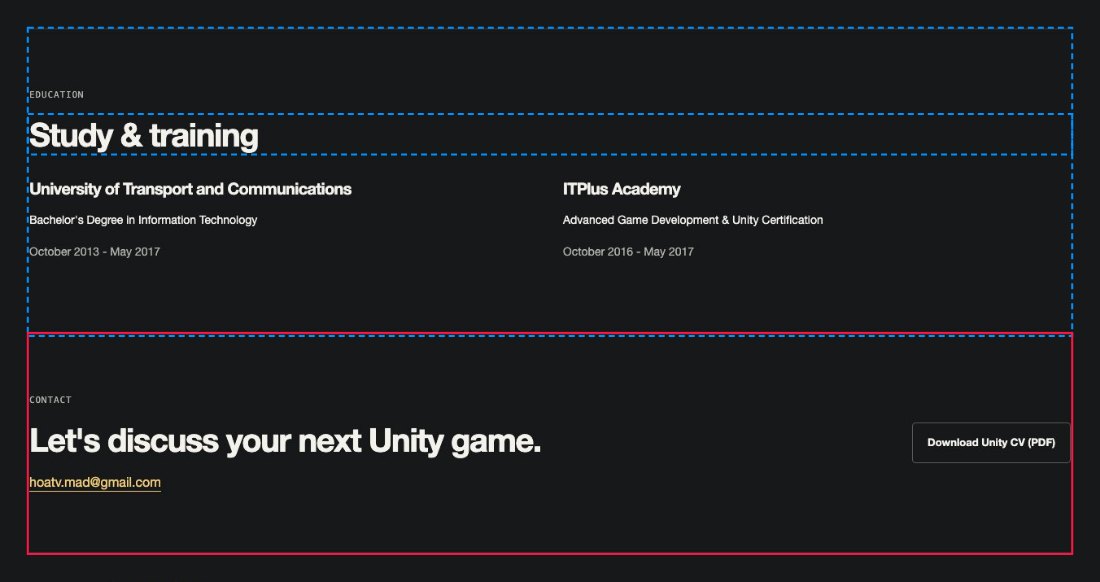 EDUCATION
Study & training
University of Transport and Communications
Bachelor's Degree in Information Technology
October 2013 - May 2017
ITPlus Academy
Advanced Game Development & Unity Certification
October 2016 - May 2017
CONTACT
Let's discuss your next Unity game.
hoatv.mad@gmail.com
Download Unity CV (PDF)